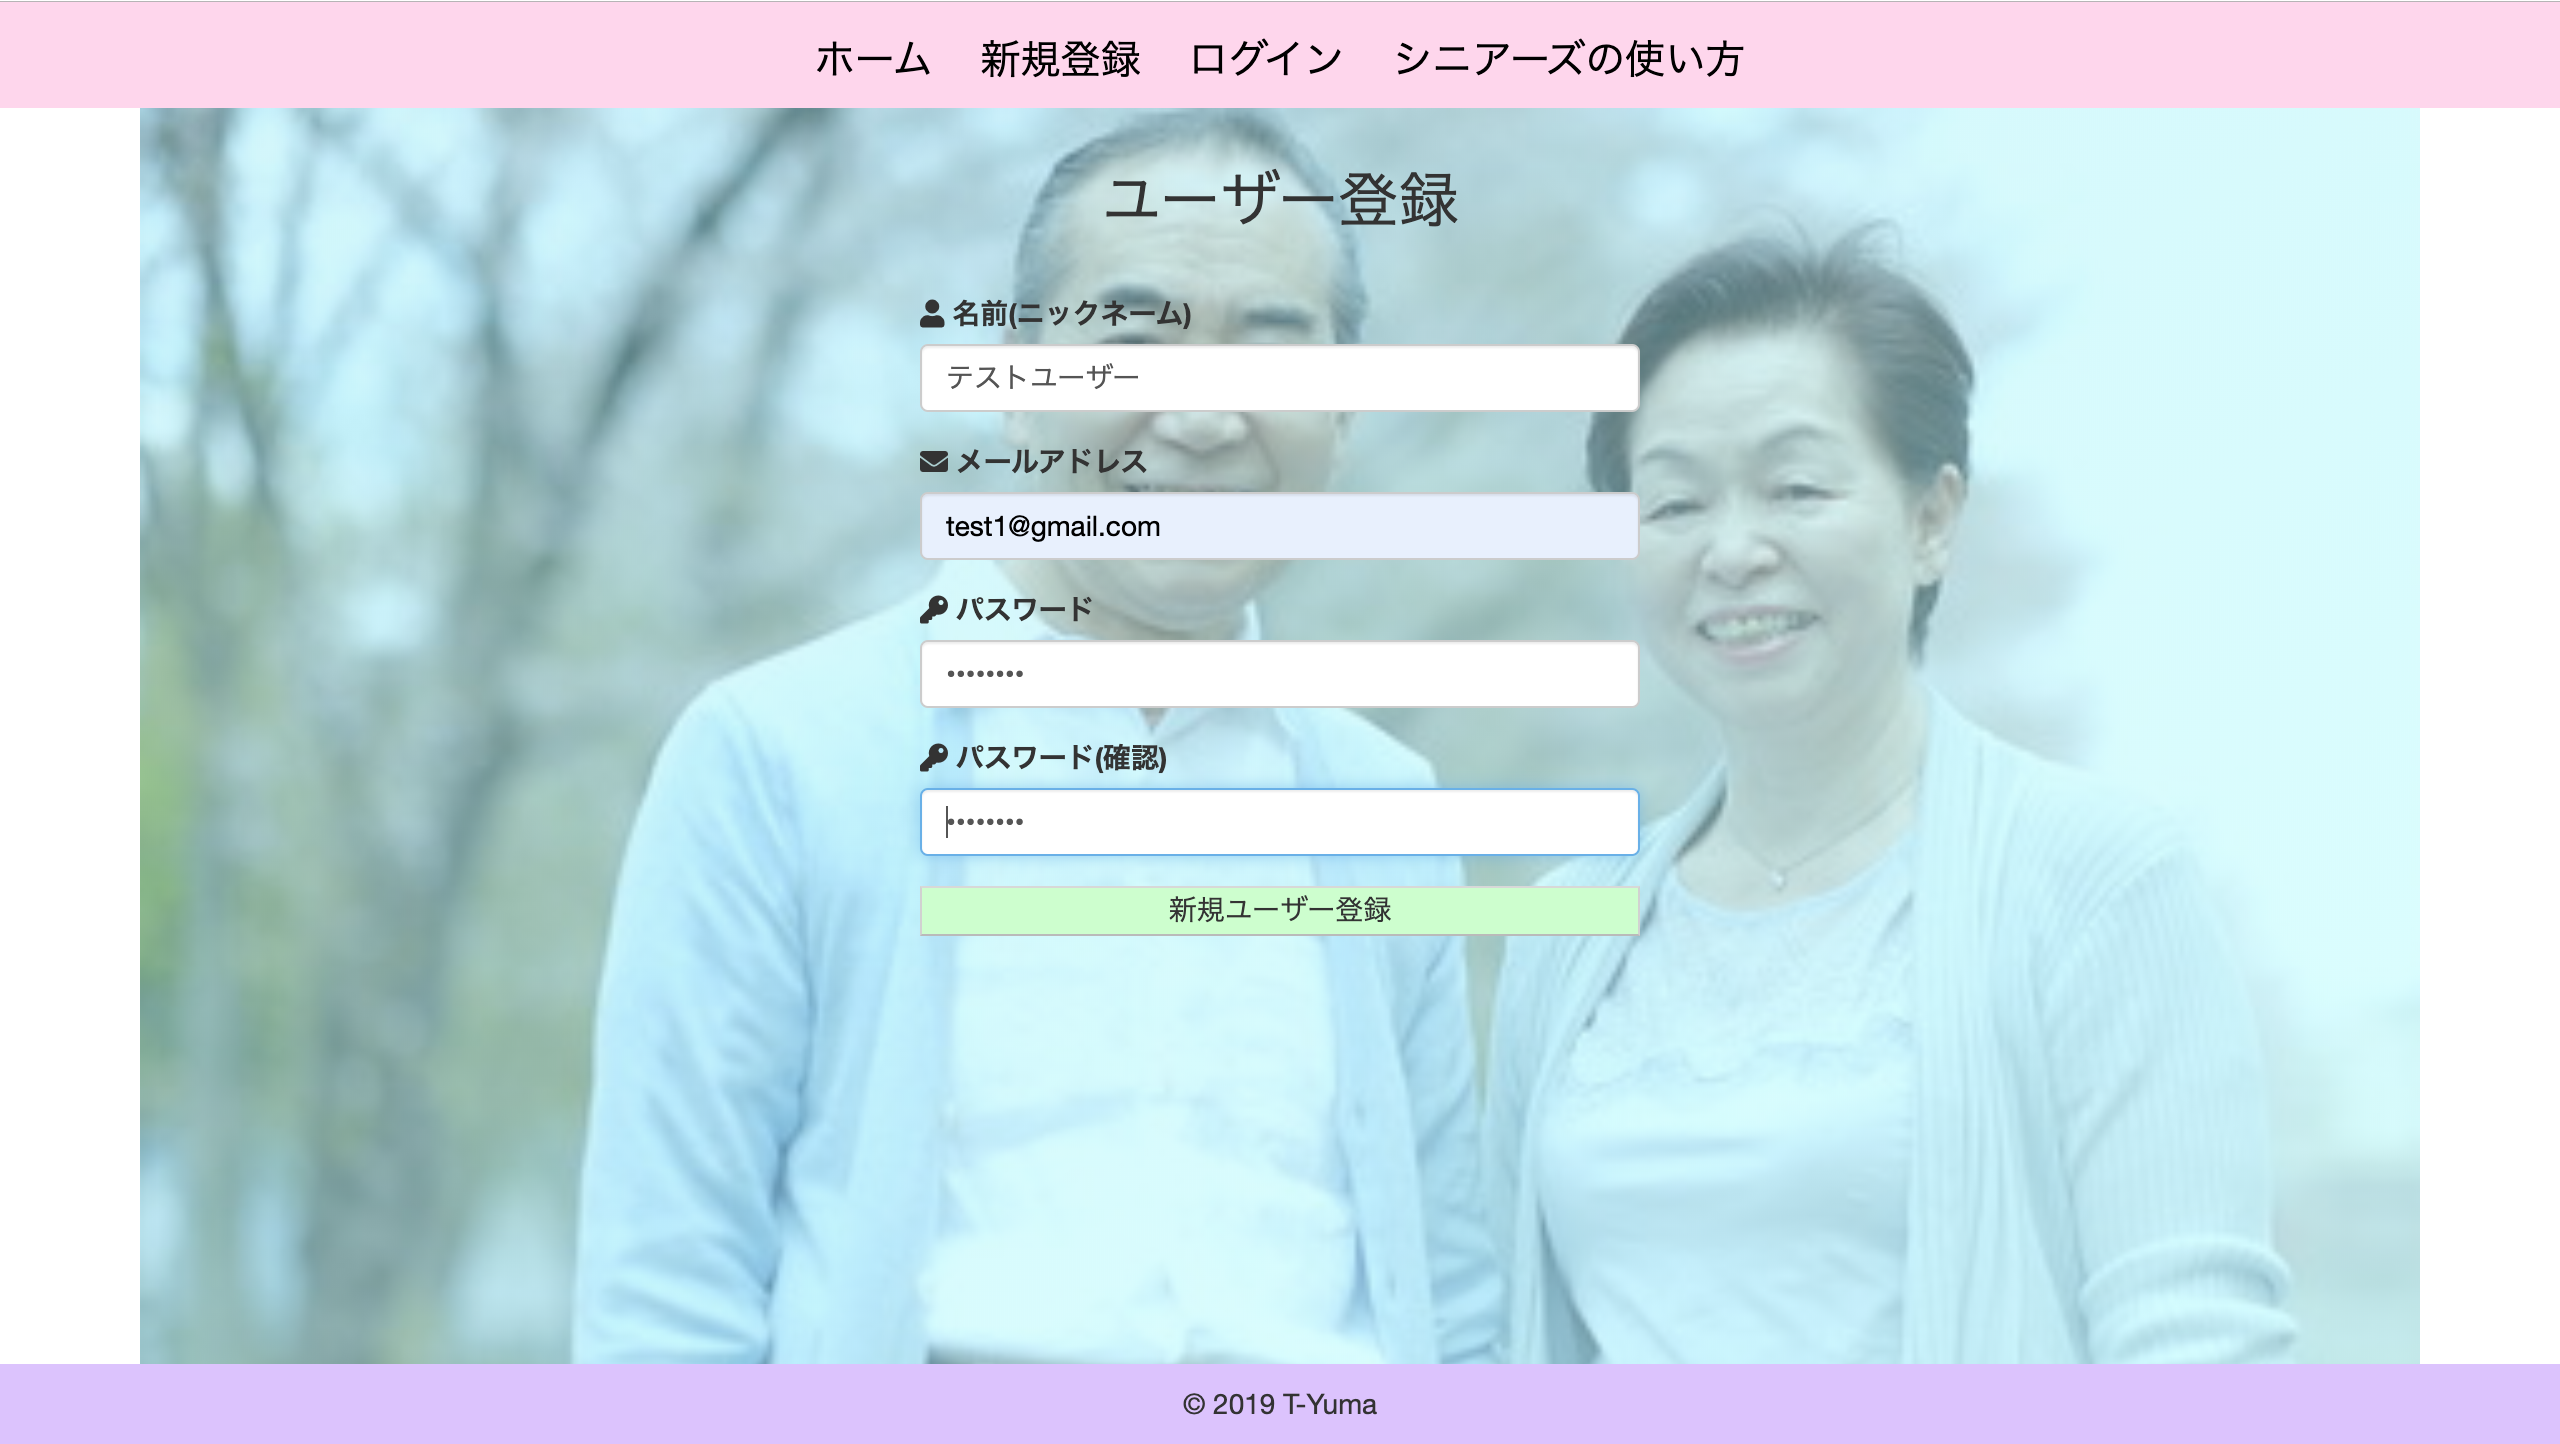 ホーム 新規登録 ログイン シニアーズの使い方
ユーザー登録
名前(ニックネーム)
テストユーザー
メールアドレス
test1@gmail.com
パスワード
••••••••
パスワード(確認)
••••••••
新規ユーザー登録
© 2019 T-Yuma